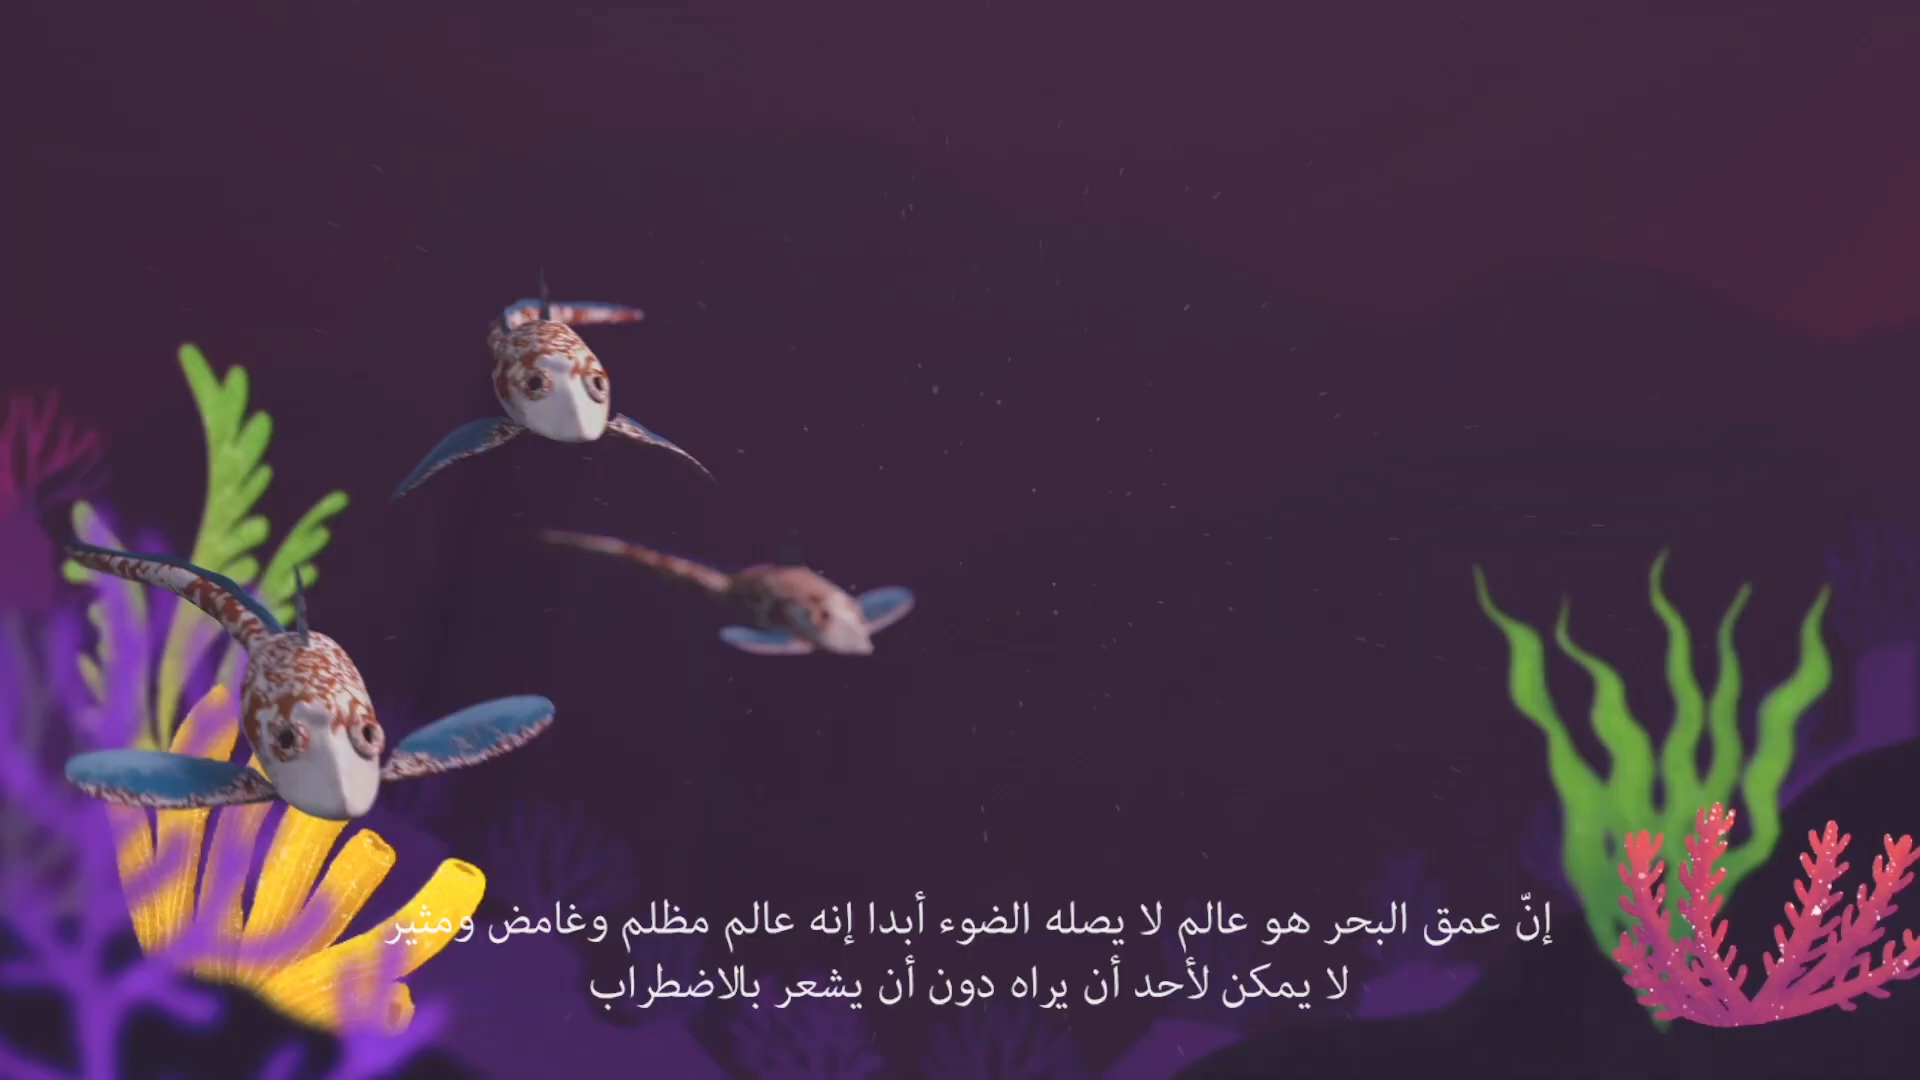 إنّ عمق البحر هو عالم لا يصله الضوء أبدا إنه عالم مظلم وغامض ومثير
لا يمكن لأحد أن يراه دون أن يشعر بالاضطراب